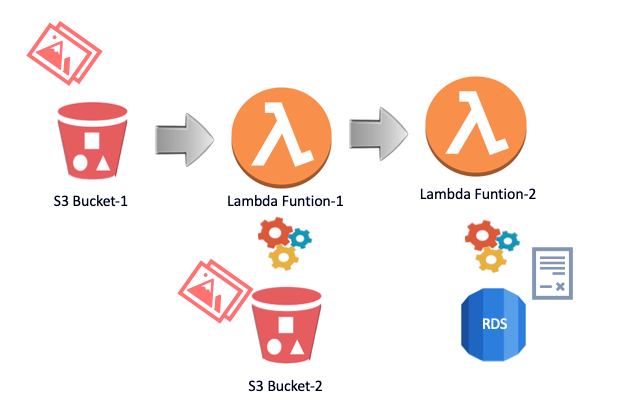 S3 Bucket-1
Lambda Funtion-1
Lambda Funtion-2
RDS
S3 Bucket-2